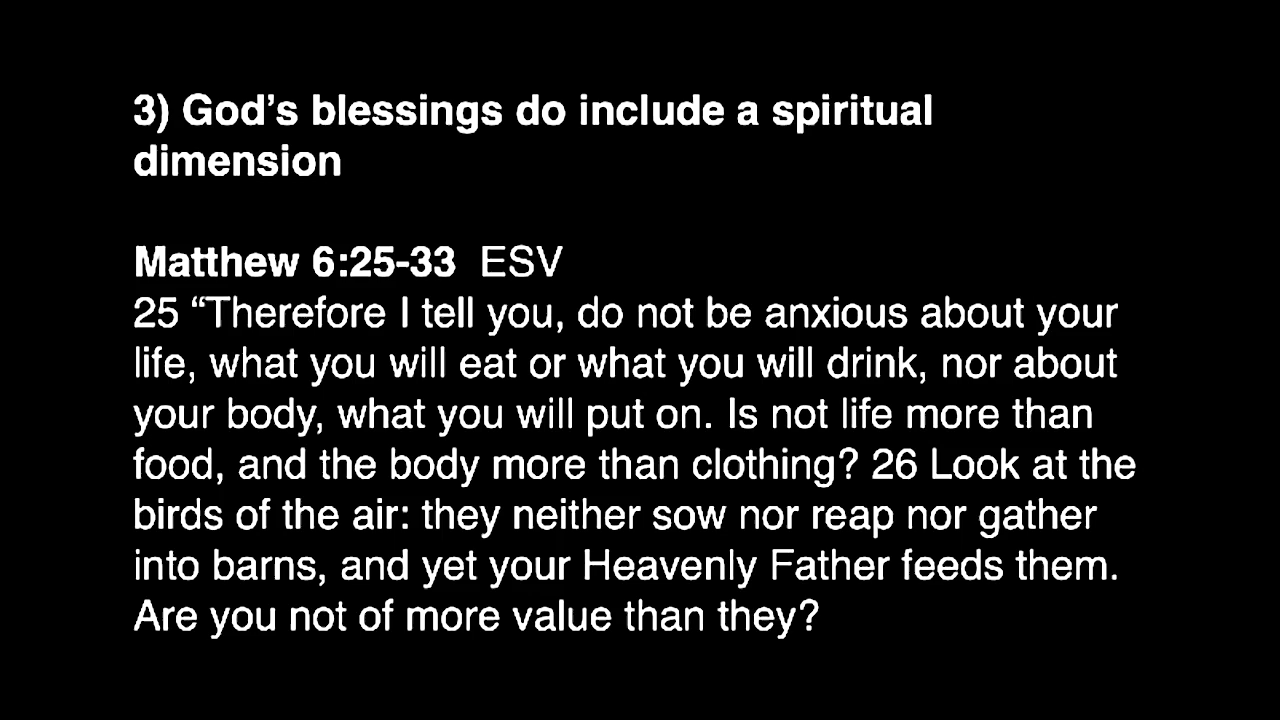 3) God’s blessings do include a spiritual
dimension
Matthew 6:25-33 ESV
25 “Therefore I tell you, do not be anxious about your
life, what you will eat or what you will drink, nor about
your body, what you will put on. Is not life more than
food, and the body more than clothing? 26 Look at the
birds of the air: they neither sow nor reap nor gather
into barns, and yet your Heavenly Father feeds them.
Are you not of more value than they?